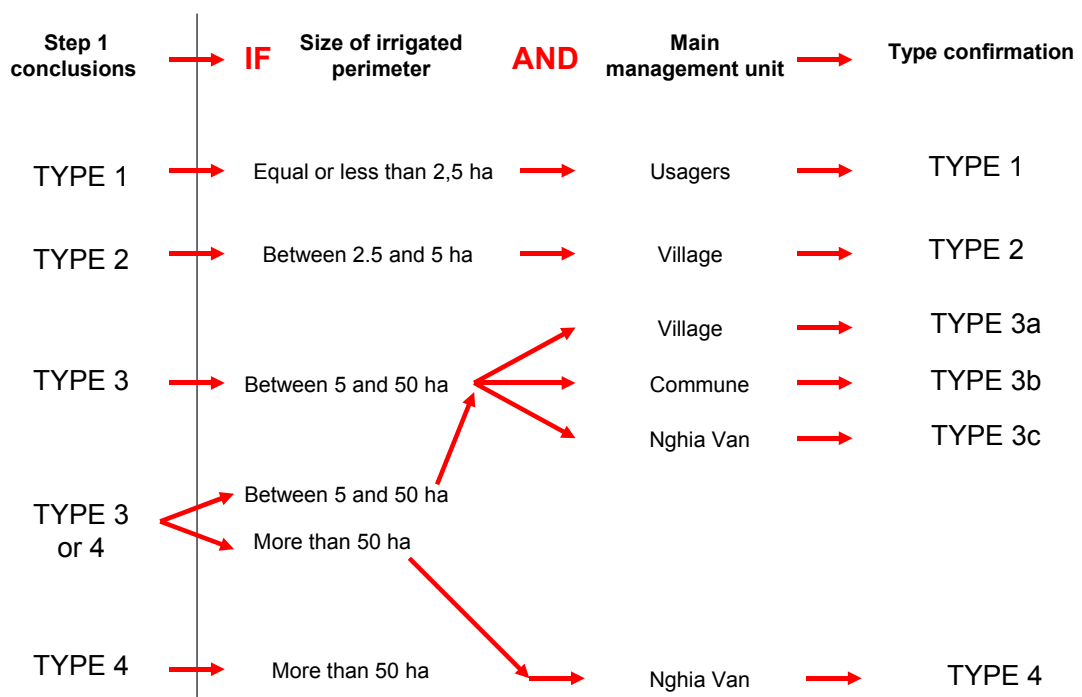 Step 1
conclusions
IF
Size of irrigated
perimeter
AND
Main
management unit
Type confirmation
TYPE 1
Equal or less than 2,5 ha
Usagers
TYPE 1
TYPE 2
Between 2.5 and 5 ha
Village
TYPE 2
Village
TYPE 3a
TYPE 3
Between 5 and 50 ha
Commune
TYPE 3b
Nghia Van
TYPE 3c
TYPE 3
or 4
Between 5 and 50 ha
More than 50 ha
TYPE 4
More than 50 ha
Nghia Van
TYPE 4